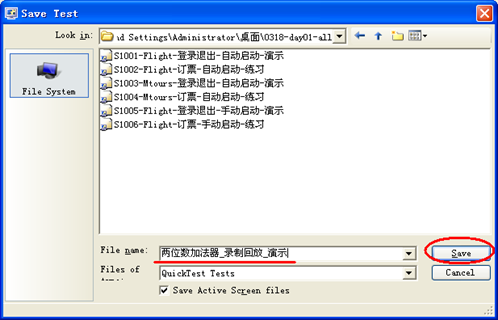 Save Test
Look in: \d Settings\Administrator\桌面\0318-day01-all
File System
S1001-Flight-登录退出-自动启动-演示
S1002-Flight-订票-自动启动-练习
S1003-Mtours-登录退出-自动启动-演示
S1004-Mtours-订票-自动启动-练习
S1005-Flight-登录退出-手动启动-演示
S1006-Flight-订票-手动启动-练习
File name: 两位数加法器_录制回放_演示 Save
Files of QuickTest Tests Cancel
Save Active Screen files